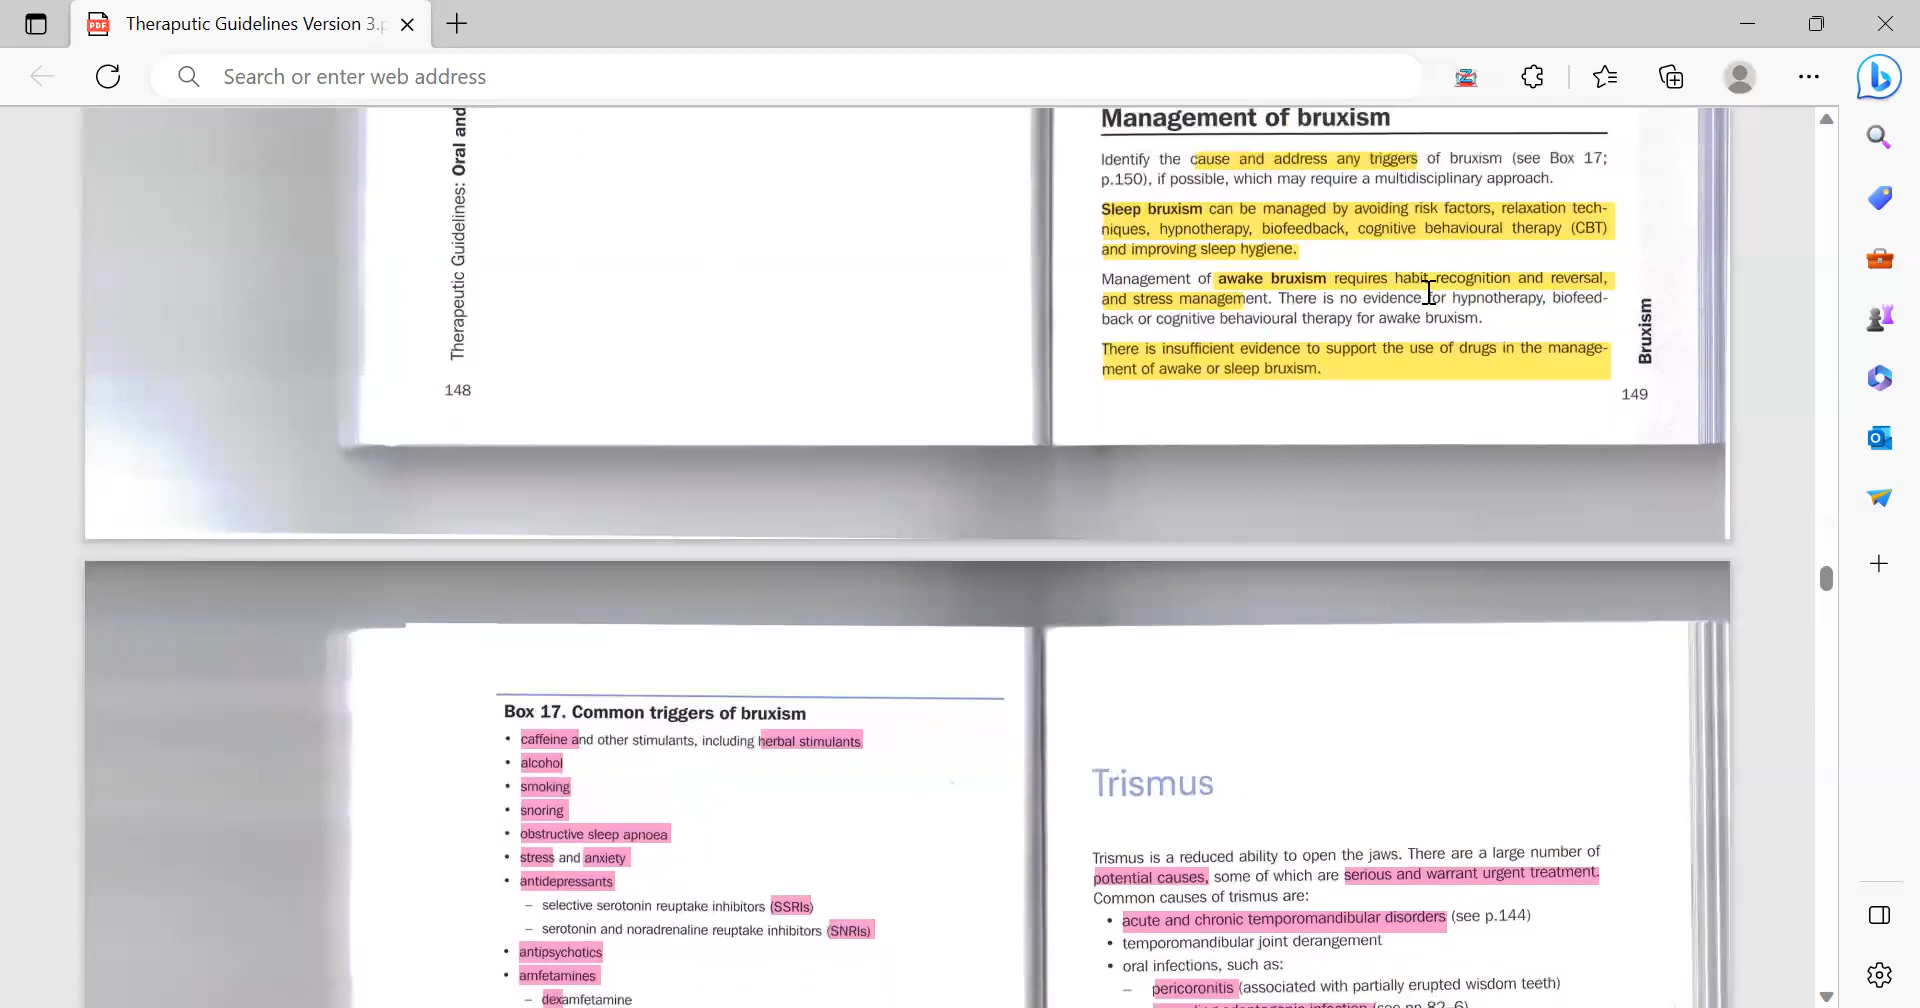 Theraputic Guidelines Version 3.p
Search or enter web address
Therapeutic Guidelines: Oral and
148
Management of bruxism
Identify the cause and address any triggers of bruxism (see Box 17;
p.150), if possible, which may require a multidisciplinary approach.
Sleep bruxism can be managed by avoiding risk factors, relaxation tech-
niques, hypnotherapy, biofeedback, cognitive behavioural therapy (CBT)
and improving sleep hygiene.
Management of awake bruxism requires habit recognition and reversal,
and stress management. There is no evidence for hypnotherapy, biofeed-
back or cognitive behavioural therapy for awake bruxism.
There is insufficient evidence to support the use of drugs in the manage-
ment of awake or sleep bruxism.
Bruxism
149
Box 17. Common triggers of bruxism
• caffeine and other stimulants, including herbal stimulants
• alcohol
• smoking
• snoring
• obstructive sleep apnoea
• stress and anxiety
• antidepressants
– selective serotonin reuptake inhibitors (SSRIs)
– serotonin and noradrenaline reuptake inhibitors (SNRIs)
• antipsychotics
• amfetamines
– dexamfetamine
Trismus
Trismus is a reduced ability to open the jaws. There are a large number of
potential causes, some of which are serious and warrant urgent treatment.
Common causes of trismus are:
• acute and chronic temporomandibular disorders (see p.144)
• temporomandibular joint derangement
• oral infections, such as:
– pericoronitis (associated with partially erupted wisdom teeth)
odontogenic infection (see pp.82–6)